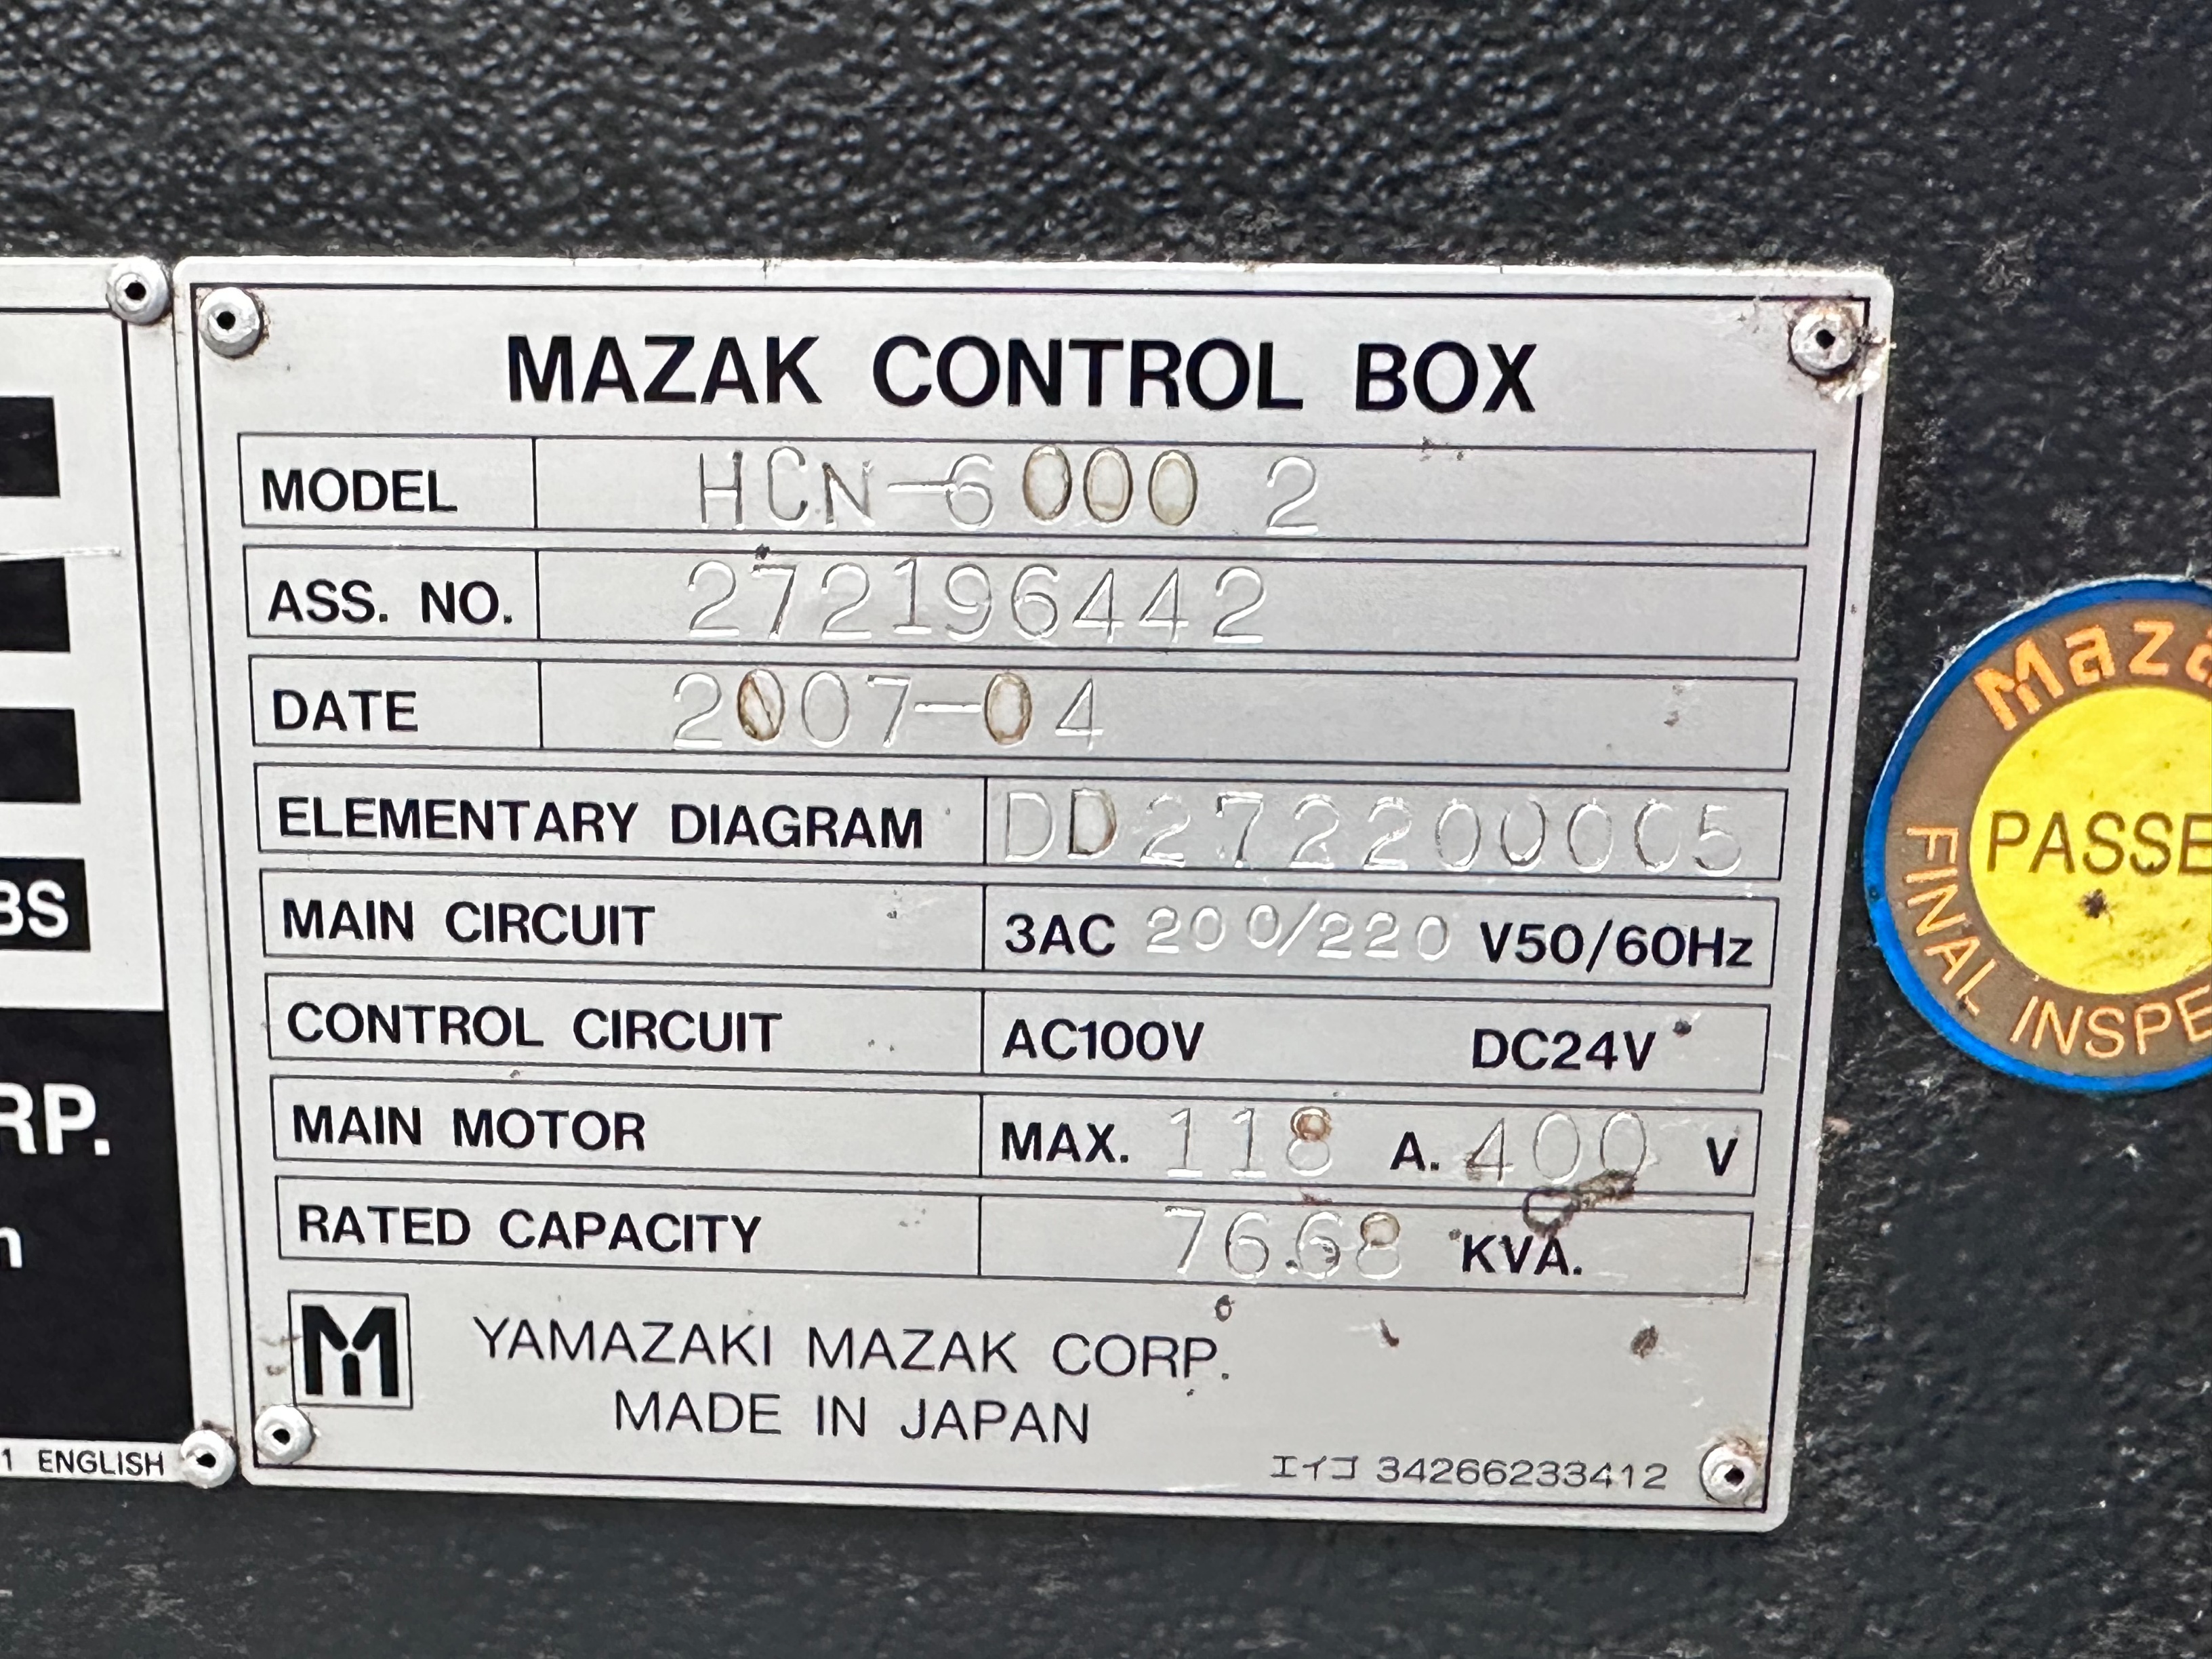 MAZAK CONTROL BOX
MODEL HCN-6000 2
ASS. NO. 272196442
DATE 2007-04
ELEMENTARY DIAGRAM DD272200005
MAIN CIRCUIT 3AC 200/220 V50/60Hz
CONTROL CIRCUIT AC100V DC24V
MAIN MOTOR MAX. 118 A. 400 V
RATED CAPACITY 76.68 KVA.
YAMAZAKI MAZAK CORP.
MADE IN JAPAN
エイコ 34266233412
BS
RP.
1 ENGLISH
Maza
PASSE
FINAL INSPE